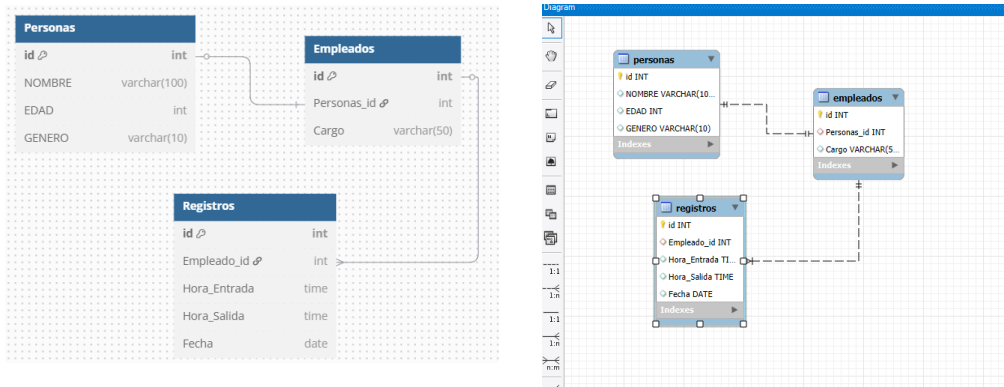 Personas
id int
NOMBRE varchar(100)
EDAD int
GENERO varchar(10)
Empleados
id int
Personas_id int
Cargo varchar(50)
Registros
id int
Empleado_id int
Hora_Entrada time
Hora_Salida time
Fecha date
Diagram
personas
id INT
NOMBRE VARCHAR(10...
EDAD INT
GENERO VARCHAR(10)
Indexes
empleados
id INT
Personas_id INT
Cargo VARCHAR(5...
Indexes
registros
id INT
Empleado_id INT
Hora_Entrada TI...
Hora_Salida TIME
Fecha DATE
Indexes
1:1
1:n
1:1
1:n
n:m